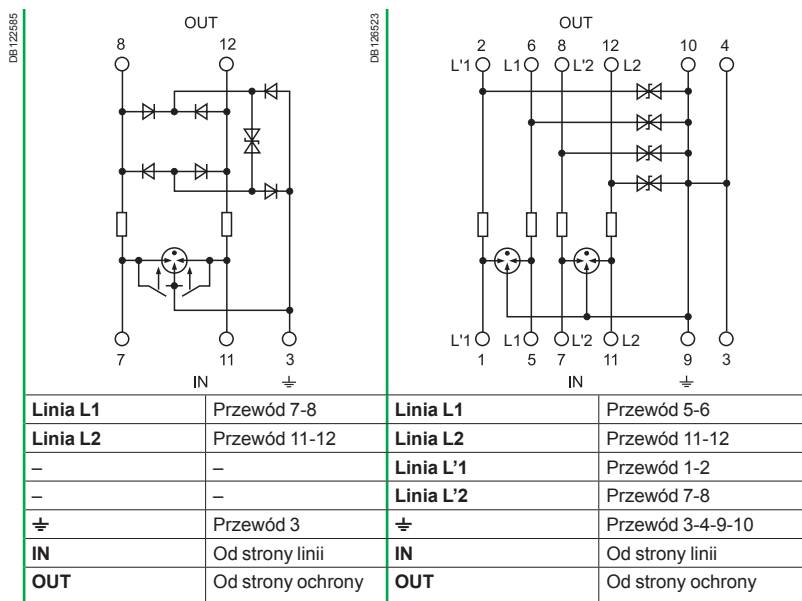 DB122585
OUT
8 12
7 11 3
IN
DB126523
OUT
2 6 8 12 10 4
L'1 L1 L'2 L2
L'1 L1 L'2 L2
1 5 7 11 9 3
IN
Linia L1 Przewód 7-8 Linia L1 Przewód 5-6
Linia L2 Przewód 11-12 Linia L2 Przewód 11-12
– – Linia L’1 Przewód 1-2
– – Linia L’2 Przewód 7-8
⏚ Przewód 3 ⏚ Przewód 3-4-9-10
IN Od strony linii IN Od strony linii
OUT Od strony ochrony OUT Od strony ochrony